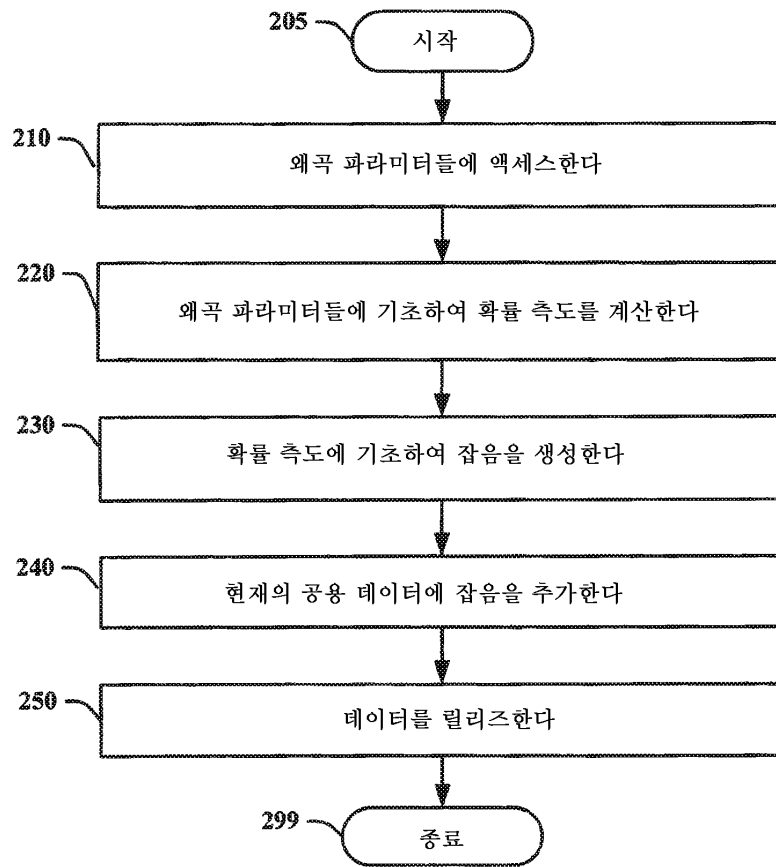 205
시작
210
왜곡 파라미터들에 액세스한다
220
왜곡 파라미터들에 기초하여 확률 측도를 계산한다
230
확률 측도에 기초하여 잡음을 생성한다
240
현재의 공용 데이터에 잡음을 추가한다
250
데이터를 릴리즈한다
299
종료